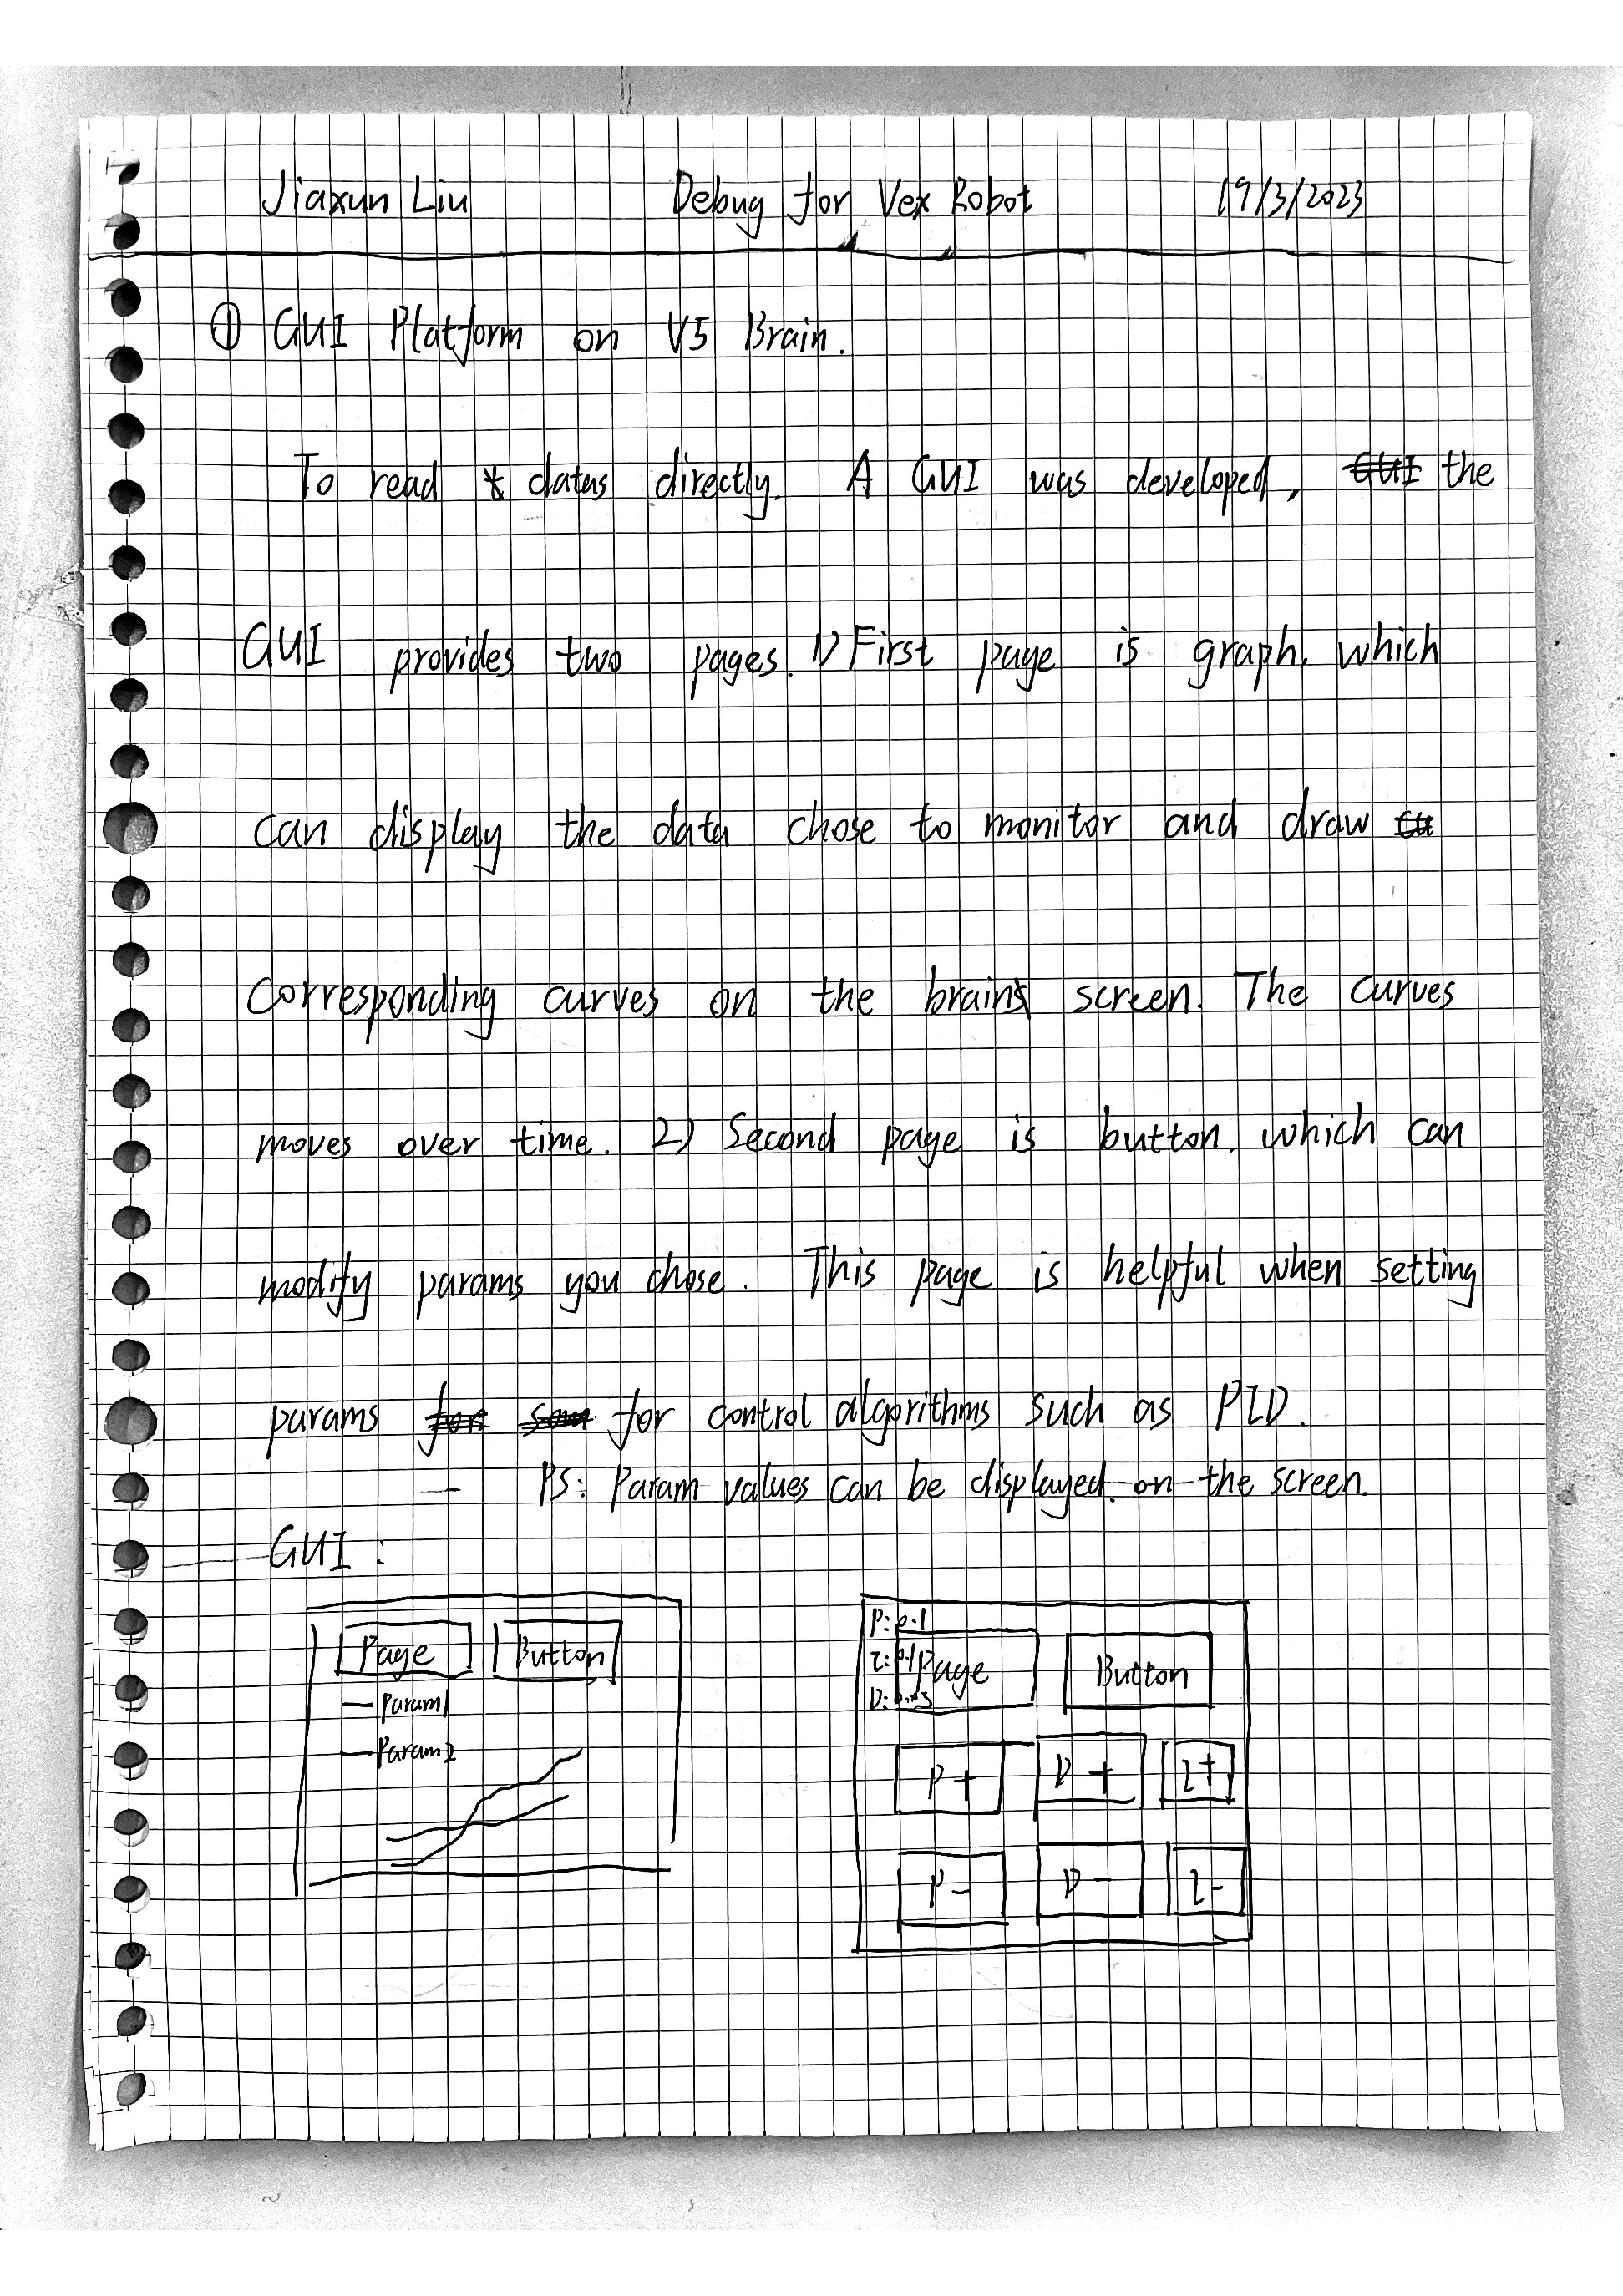 Jiaxun Liu Debug for Vex Robot 19/3/2023
① GUI Platform on V5 Brain.
To read datas directly. A GUI was developed, GUI the
GUI provides two pages. 1) First page is graph, which
can display the data chose to monitor and draw
corresponding curves on the brain's screen. The curves
moves over time. 2) Second page is button, which can
modify params you chose. This page is helpful when setting
params for som for control algorithms such as PID.
— PS: Param values can be displayed on the screen.
GUI:
Page Button
— Param1
— Param2
P: 0.1
I: 0.1 Page Button
D:
P+ D+ I+
P- D- I-